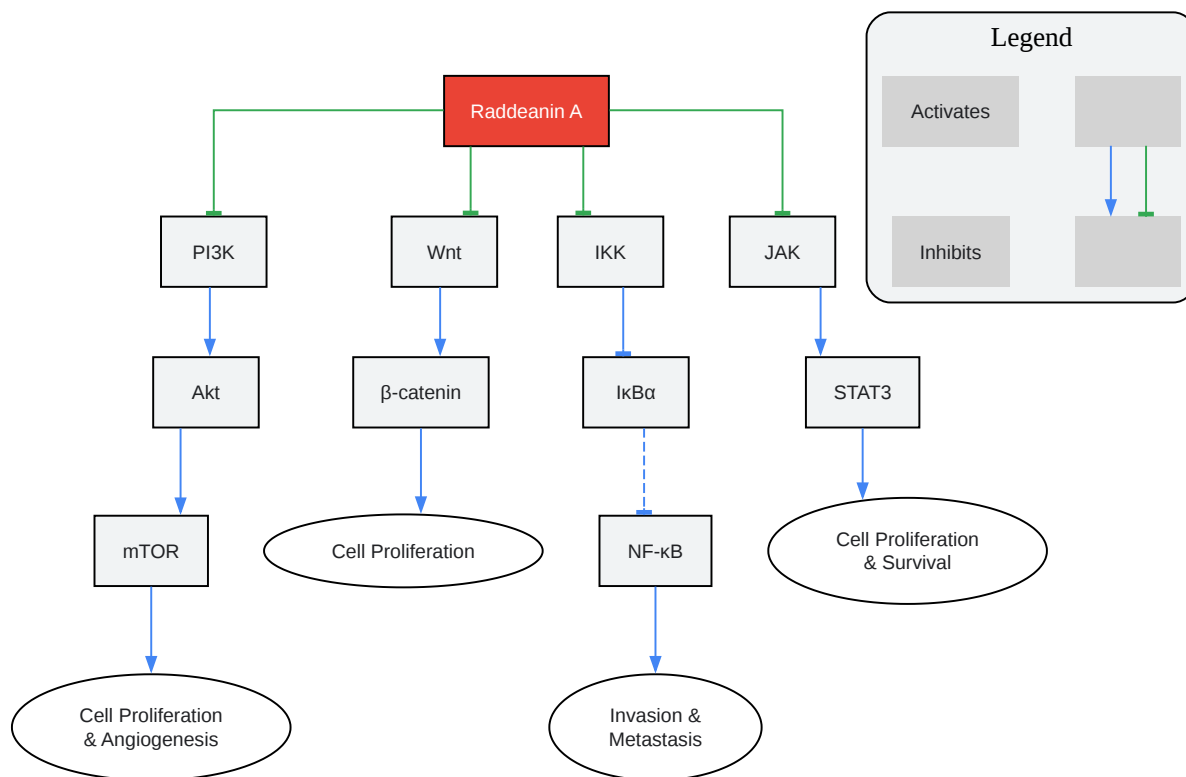 Legend
Raddeanin A
Activates
PI3K
Wnt
IKK
JAK
Inhibits
Akt
β-catenin
IκBα
STAT3
mTOR
Cell Proliferation
NF-κB
Cell Proliferation
& Survival
Cell Proliferation
& Angiogenesis
Invasion &
Metastasis